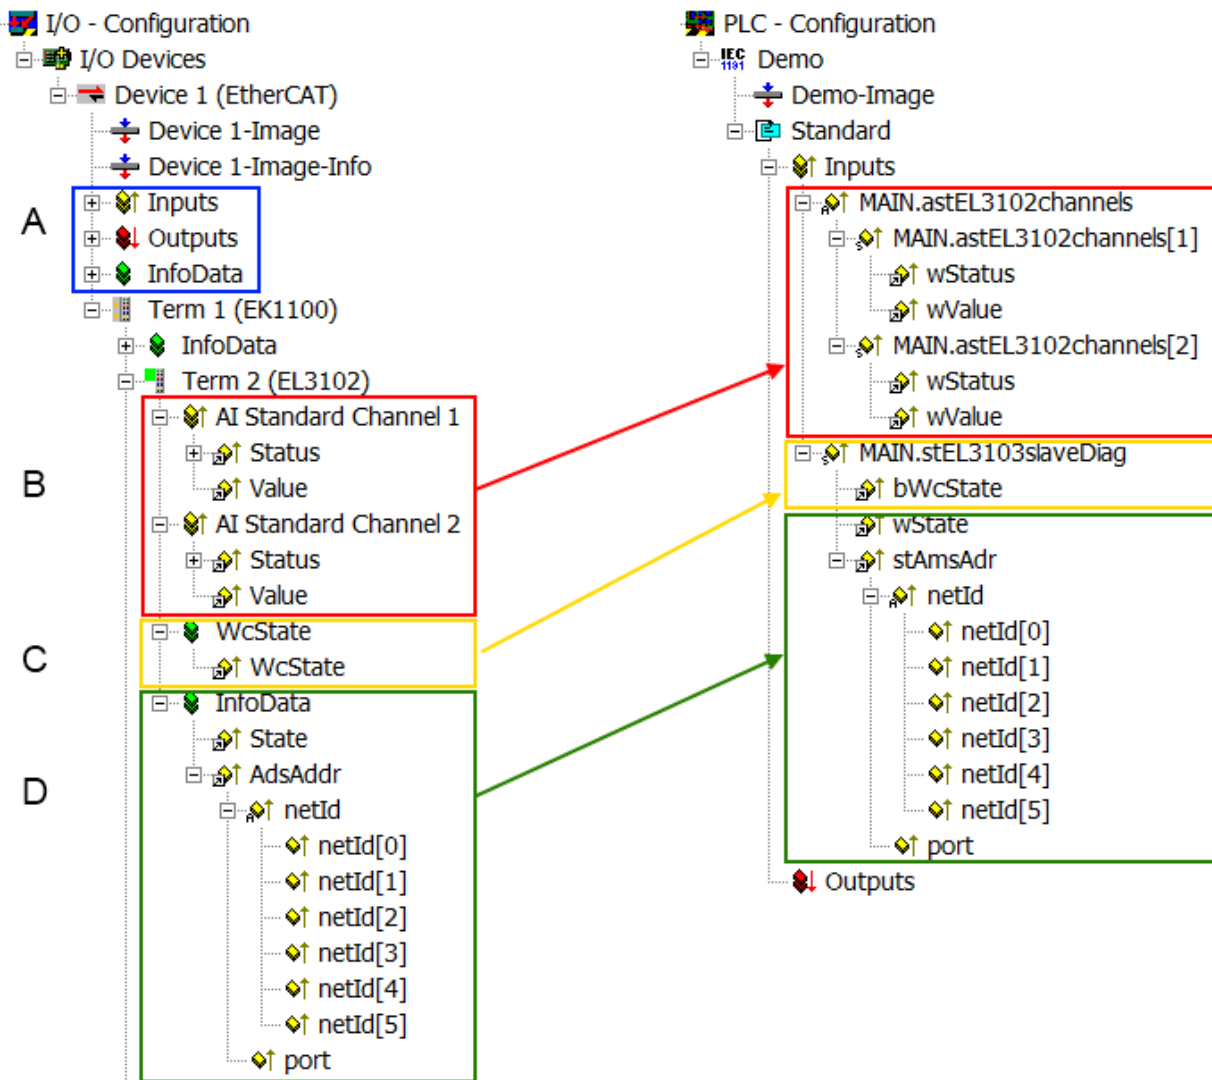 I/O - Configuration
I/O Devices
Device 1 (EtherCAT)
Device 1-Image
Device 1-Image-Info
A
Inputs
Outputs
InfoData
Term 1 (EK1100)
InfoData
Term 2 (EL3102)
B
AI Standard Channel 1
Status
Value
AI Standard Channel 2
Status
Value
C
WcState
WcState
D
InfoData
State
AdsAddr
netId
netId[0]
netId[1]
netId[2]
netId[3]
netId[4]
netId[5]
port
PLC - Configuration
IEC
1131
Demo
Demo-Image
Standard
Inputs
MAIN.astEL3102channels
MAIN.astEL3102channels[1]
wStatus
wValue
MAIN.astEL3102channels[2]
wStatus
wValue
MAIN.stEL3103slaveDiag
bWcState
wState
stAmsAdr
netId
netId[0]
netId[1]
netId[2]
netId[3]
netId[4]
netId[5]
port
Outputs